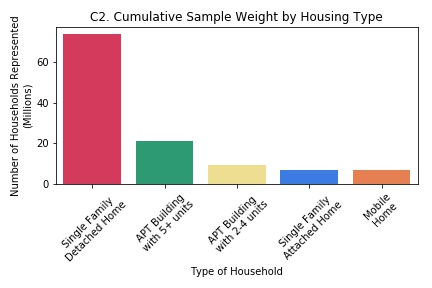 C2. Cumulative Sample Weight by Housing Type
Number of Households Represented
(Millions)
60
40
20
0
Single Family
Detached Home
APT Building
with 5+ units
APT Building
with 2-4 units
Single Family
Attached Home
Mobile
Home
Type of Household